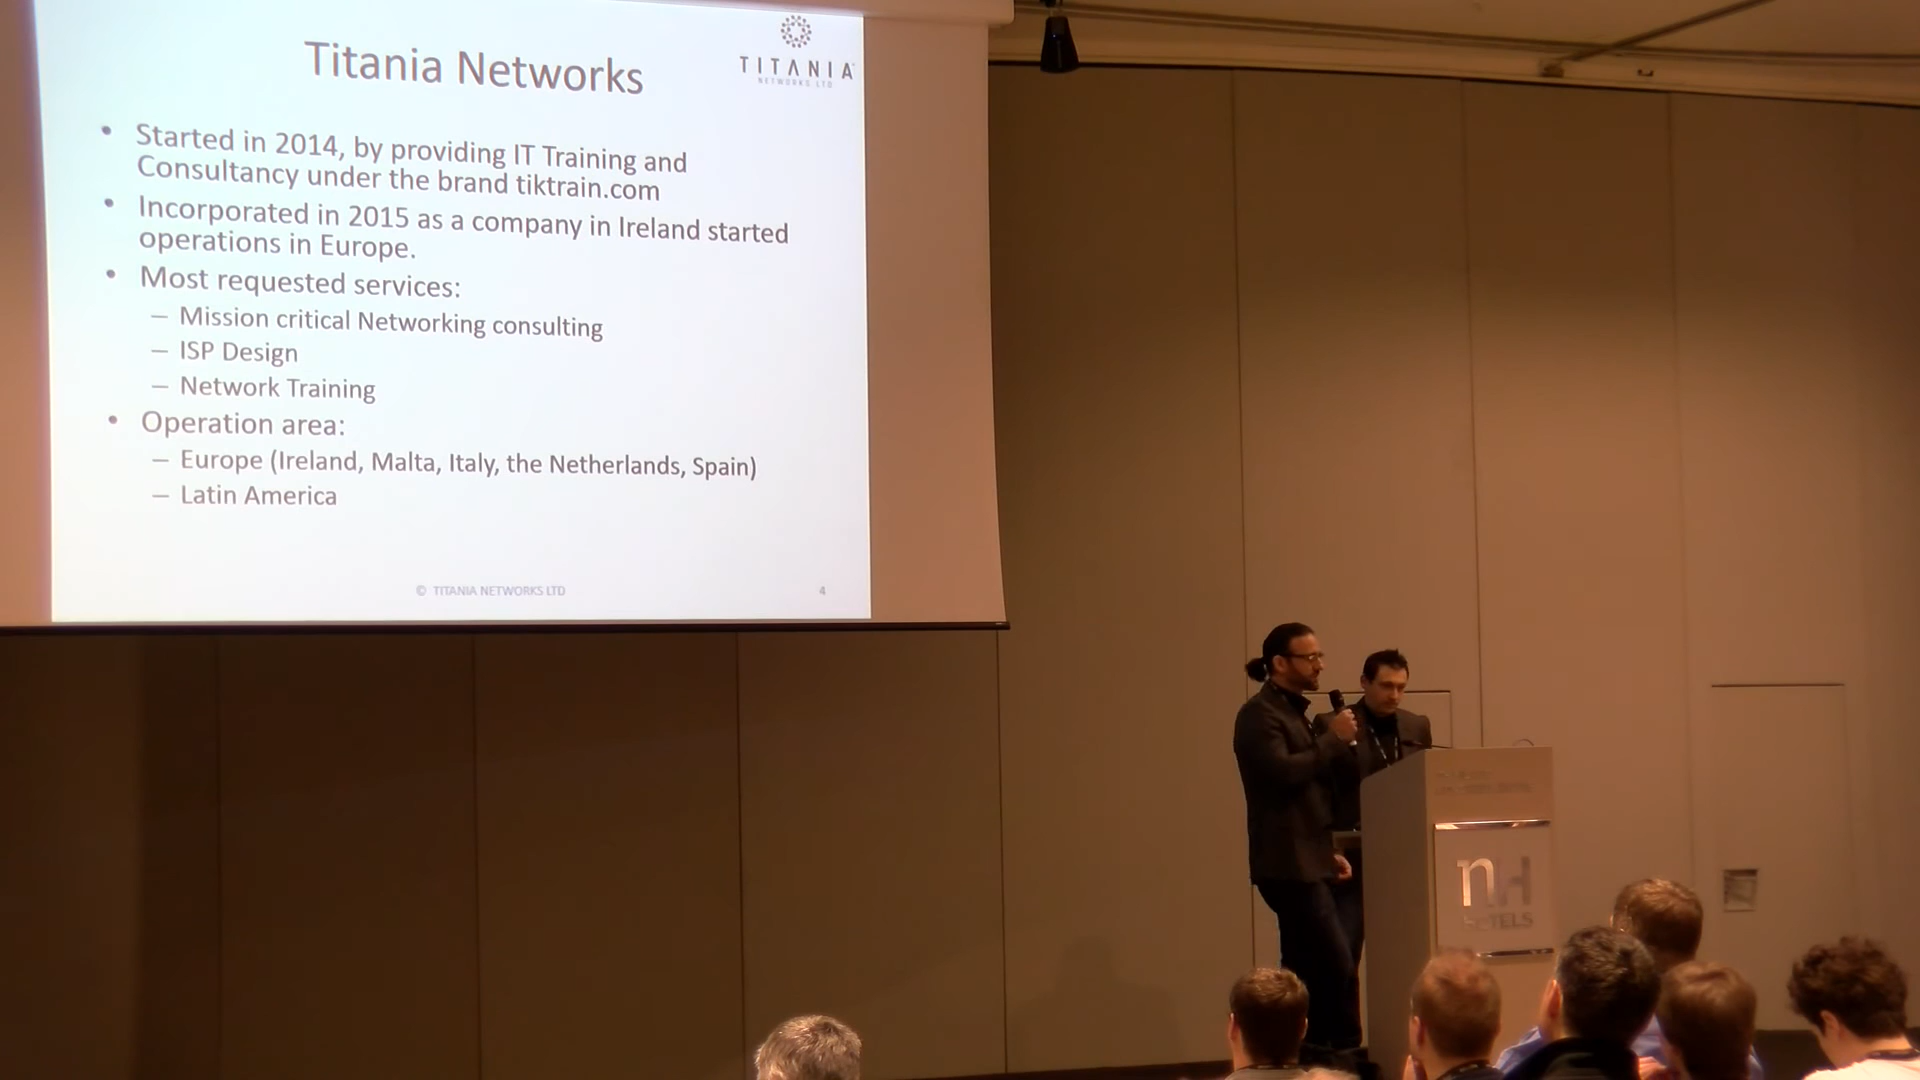 Titania Networks
TITANIA
NETWORKS LTD
• Started in 2014, by providing IT Training and
Consultancy under the brand tiktrain.com
• Incorporated in 2015 as a company in Ireland started
operations in Europe.
• Most requested services:
– Mission critical Networking consulting
– ISP Design
– Network Training
• Operation area:
– Europe (Ireland, Malta, Italy, the Netherlands, Spain)
– Latin America
© TITANIA NETWORKS LTD
4
nH
HOTELS